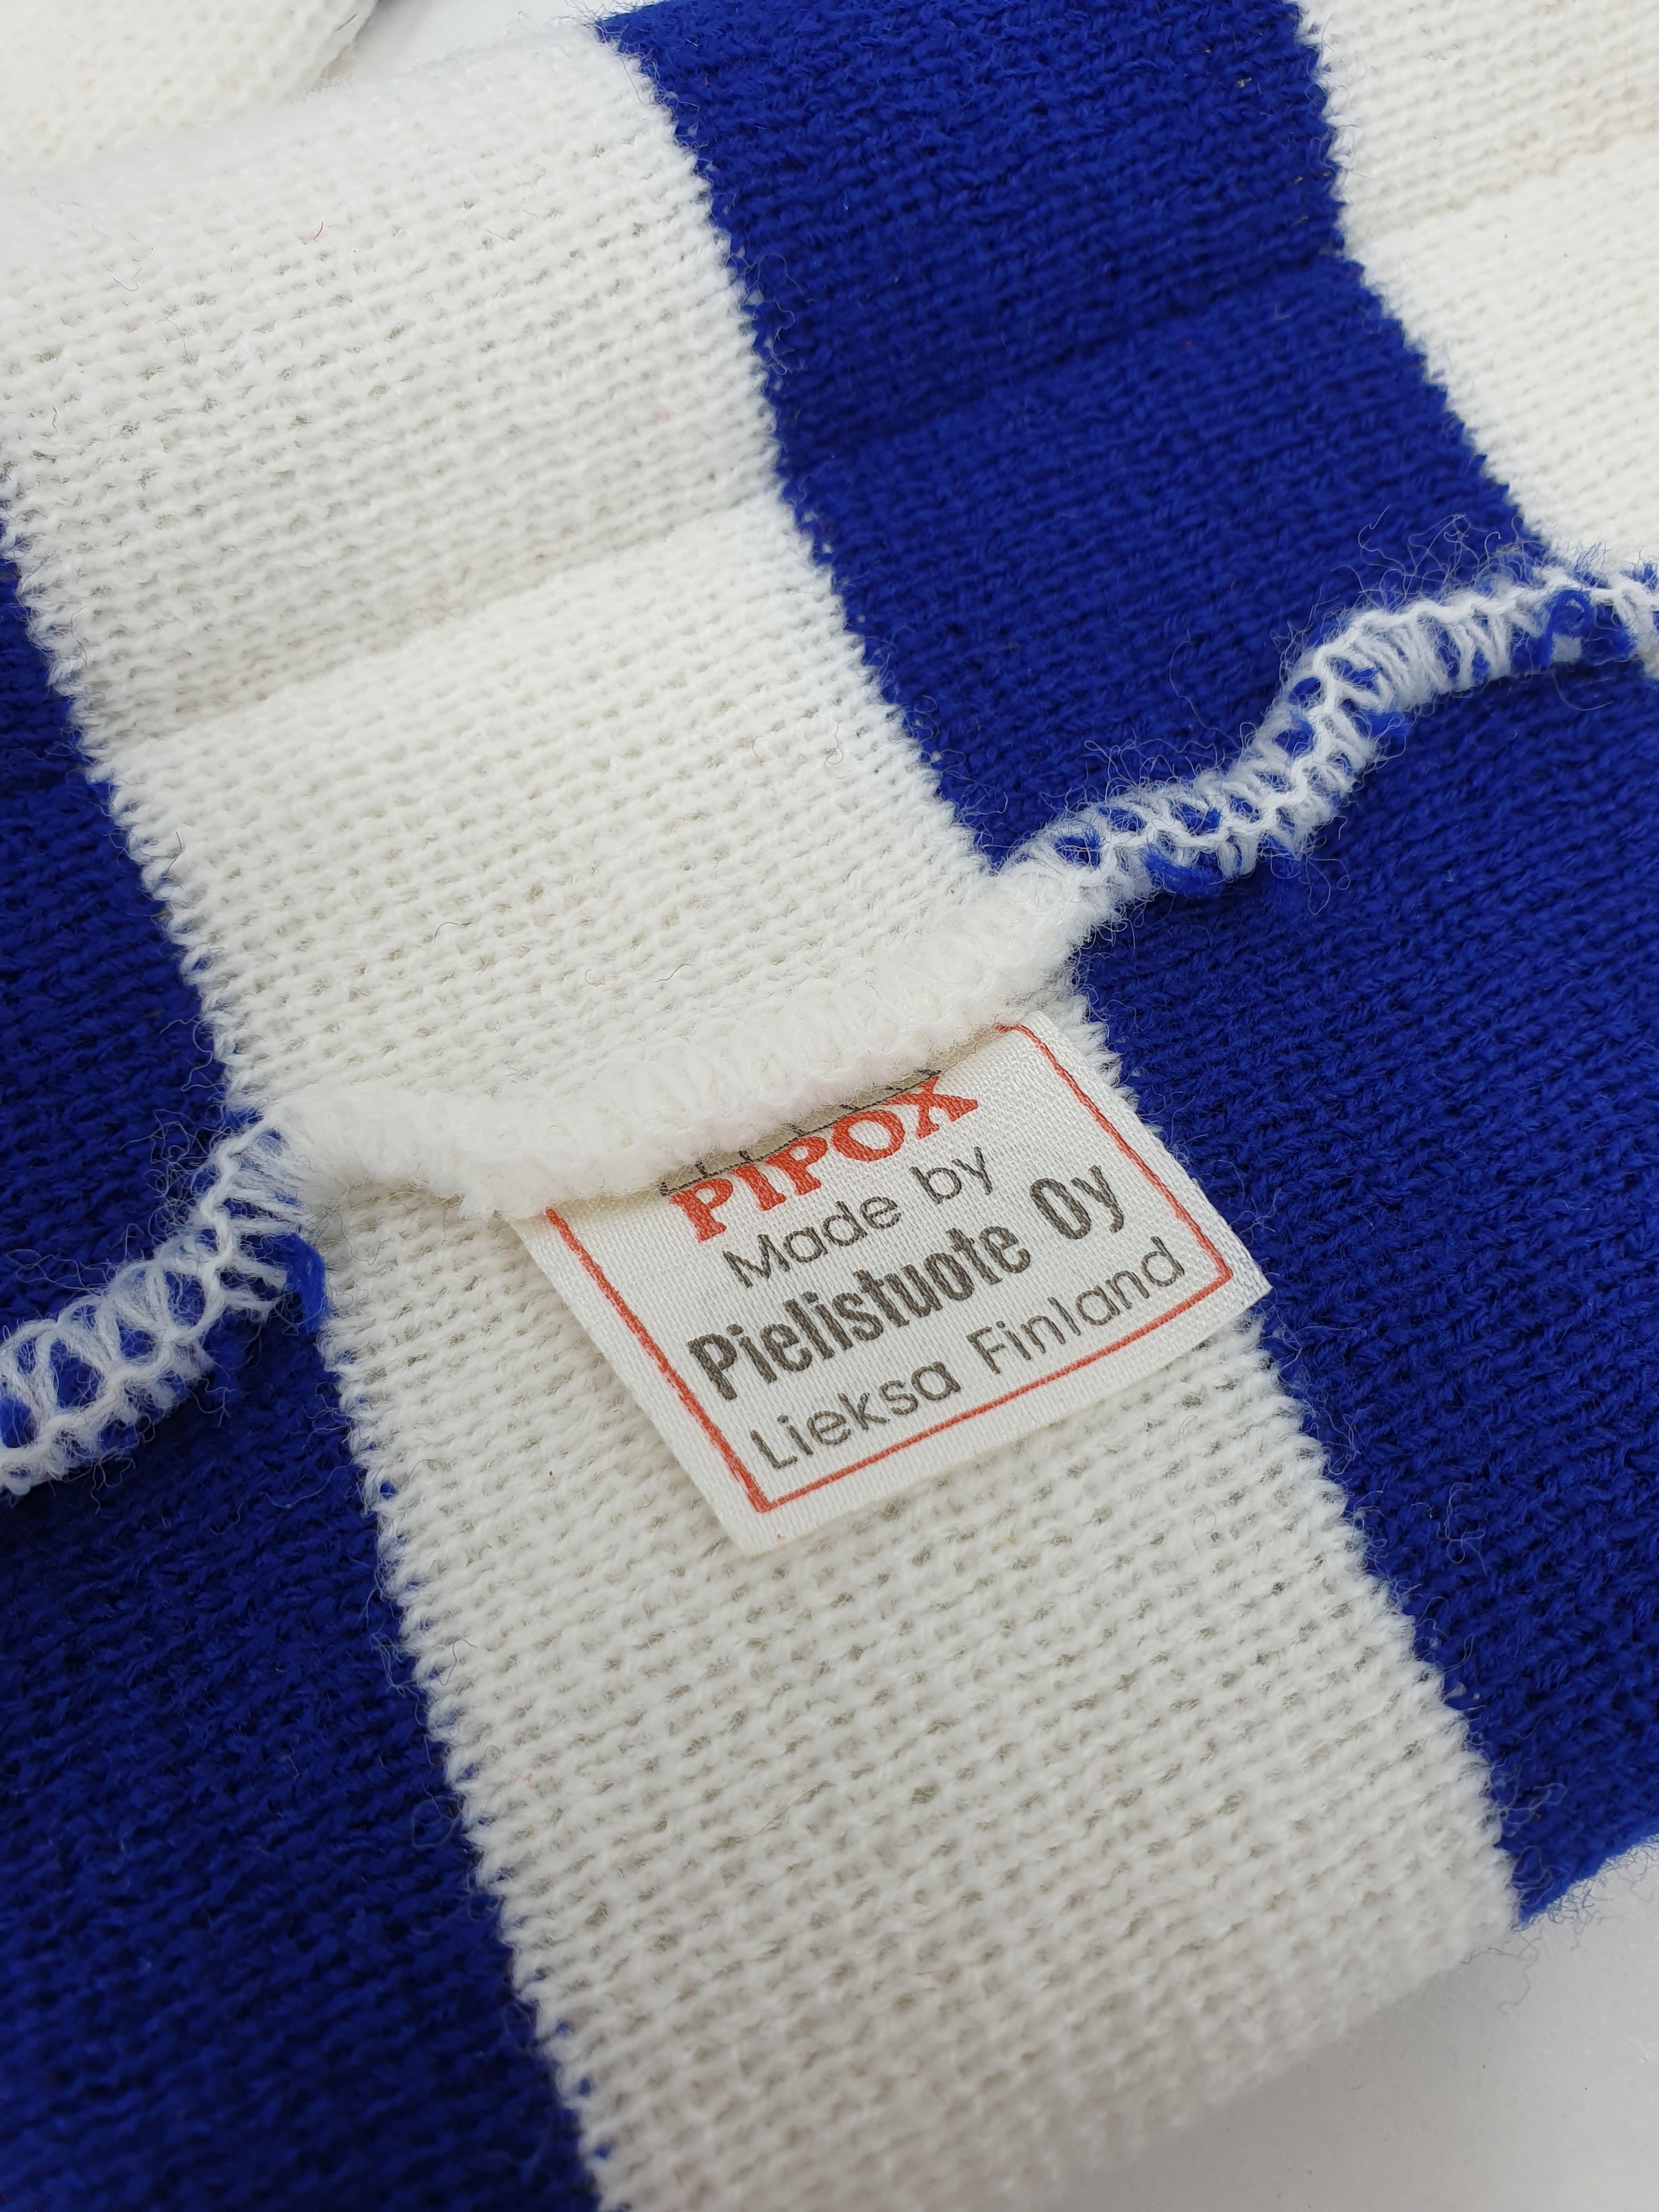 PIPOX
Made by
Pielistuote Oy
Lieksa Finland